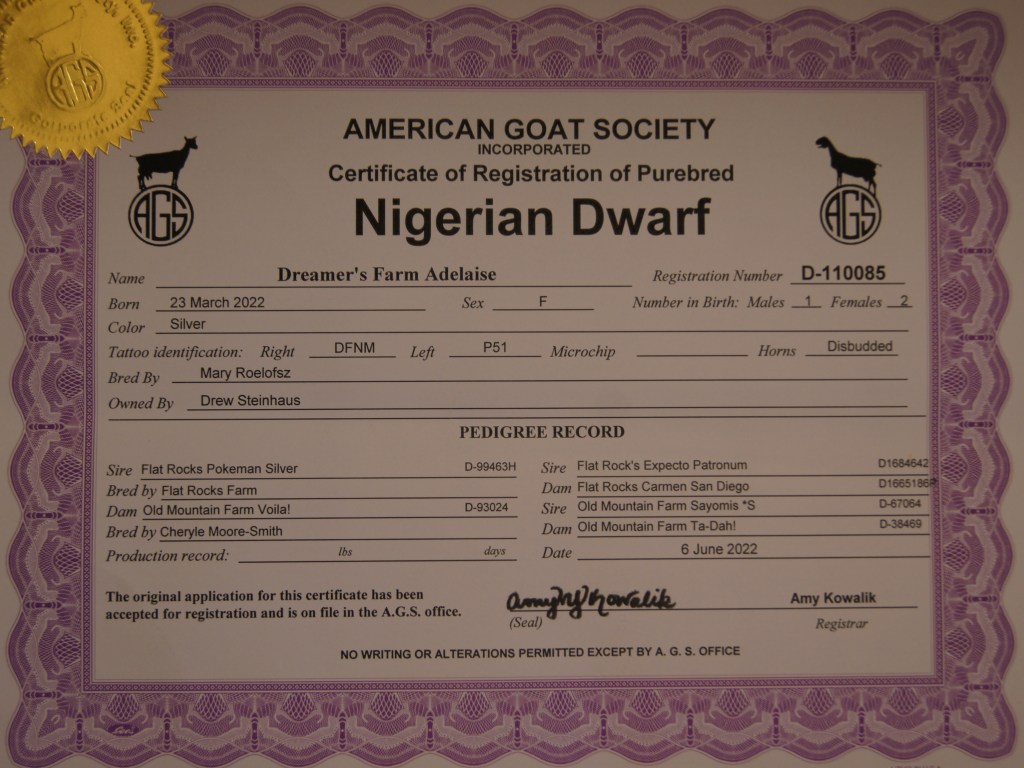 Inc.
AGS
Corporate Seal
AMERICAN GOAT SOCIETY
INCORPORATED
Certificate of Registration of Purebred
Nigerian Dwarf
AGS
AGS
Name Dreamer's Farm Adelaise Registration Number D-110085
Born 23 March 2022 Sex F Number in Birth: Males 1 Females 2
Color Silver
Tattoo identification: Right DFNM Left P51 Microchip Horns Disbudded
Bred By Mary Roelofsz
Owned By Drew Steinhaus
PEDIGREE RECORD
Sire Flat Rocks Pokeman Silver D-99463H
Bred by Flat Rocks Farm
Dam Old Mountain Farm Voila! D-93024
Bred by Cheryle Moore-Smith
Production record: lbs days
Sire Flat Rock's Expecto Patronum D1684642
Dam Flat Rocks Carmen San Diego D1665186P
Sire Old Mountain Farm Sayomis *S D-67064
Dam Old Mountain Farm Ta-Dah! D-38469
Date 6 June 2022
The original application for this certificate has been
accepted for registration and is on file in the A.G.S. office.
Amy Kowalik Amy Kowalik
(Seal) Registrar
NO WRITING OR ALTERATIONS PERMITTED EXCEPT BY A. G. S. OFFICE